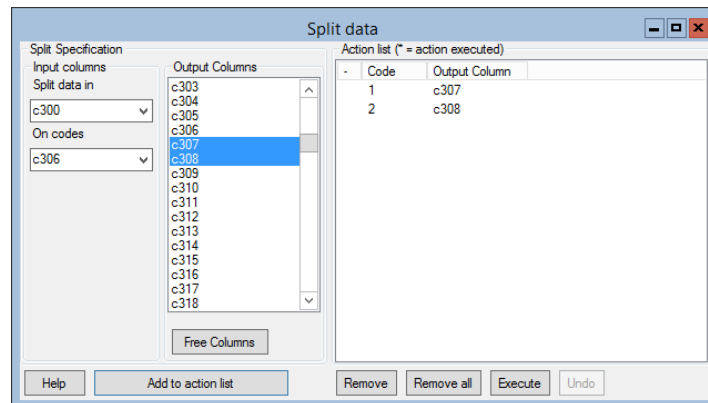 Split data
Split Specification
Input columns
Split data in
c300
On codes
c306
Output Columns
c303
c304
c305
c306
c307
c308
c309
c310
c311
c312
c313
c314
c315
c316
c317
c318
Free Columns
Help
Add to action list
Action list (* = action executed)
- Code Output Column
1 c307
2 c308
Remove
Remove all
Execute
Undo